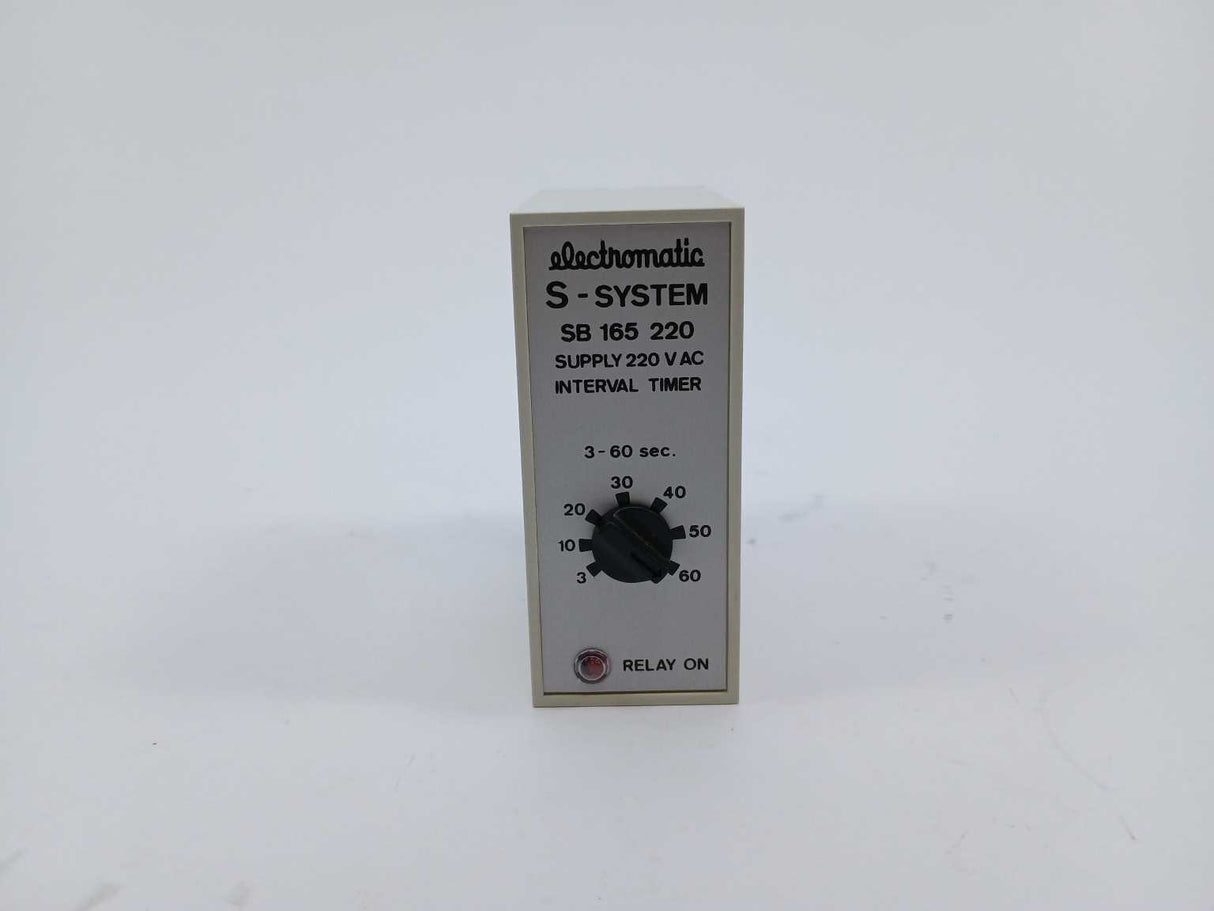 electromatic
S - SYSTEM
SB 165 220
SUPPLY 220 V AC
INTERVAL TIMER
3 - 60 sec.
30
20 40
10 50
3 60
RELAY ON